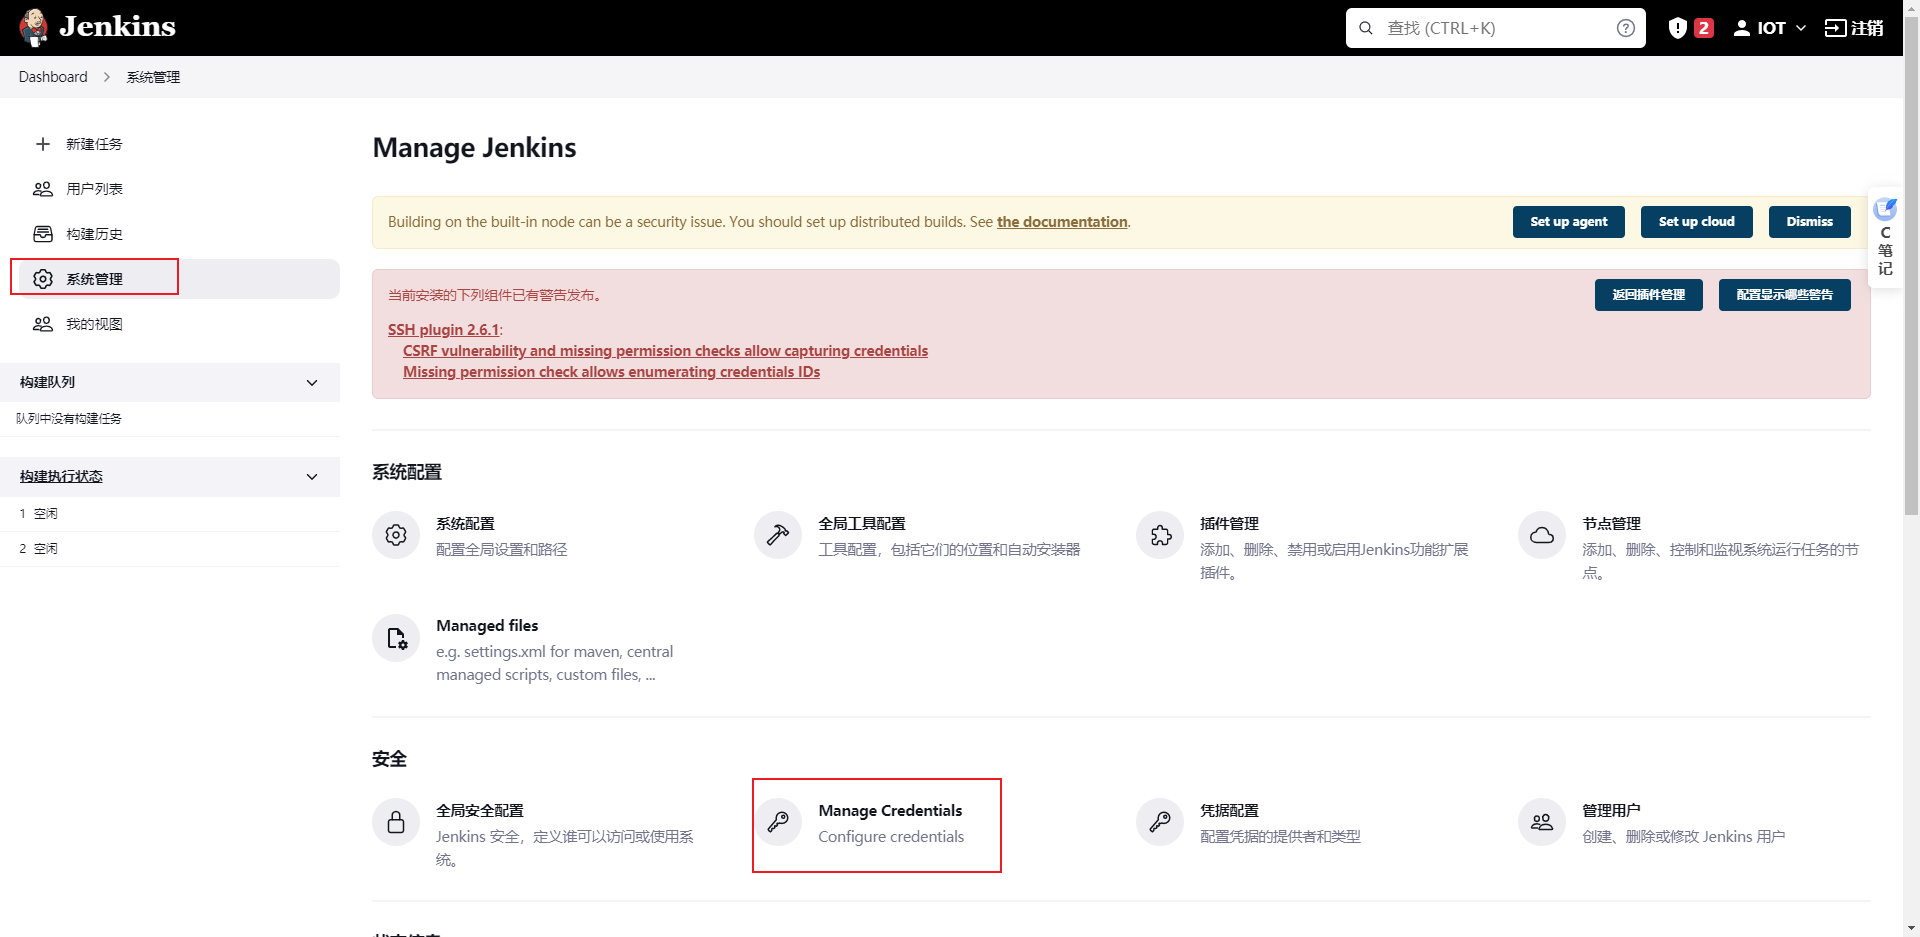 Jenkins
查找 (CTRL+K)
2
IOT
注销
Dashboard
系统管理
新建任务
用户列表
构建历史
系统管理
我的视图
构建队列
队列中没有构建任务
构建执行状态
1 空闲
2 空闲
Manage Jenkins
Building on the built-in node can be a security issue. You should set up distributed builds. See the documentation.
Set up agent
Set up cloud
Dismiss
当前安装的下列组件已有警告发布。
返回插件管理
配置显示哪些警告
SSH plugin 2.6.1:
CSRF vulnerability and missing permission checks allow capturing credentials
Missing permission check allows enumerating credentials IDs
系统配置
系统配置
配置全局设置和路径
全局工具配置
工具配置，包括它们的位置和自动安装器
插件管理
添加、删除、禁用或启用Jenkins功能扩展
插件。
节点管理
添加、删除、控制和监视系统运行任务的节
点。
Managed files
e.g. settings.xml for maven, central
managed scripts, custom files, ...
安全
全局安全配置
Jenkins 安全，定义谁可以访问或使用系
统。
Manage Credentials
Configure credentials
凭据配置
配置凭据的提供者和类型
管理用户
创建、删除或修改 Jenkins 用户
C
笔
记